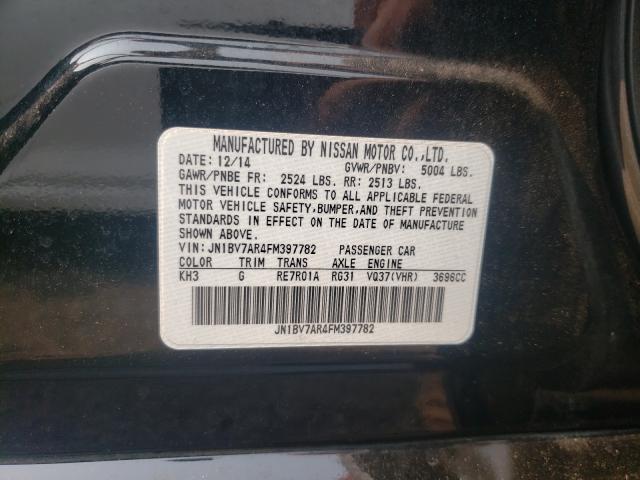 MANUFACTURED BY NISSAN MOTOR CO.,LTD.
DATE: 12/14 GVWR/PNBV: 5004 LBS.
GAWR/PNBE FR: 2524 LBS. RR: 2513 LBS.
THIS VEHICLE CONFORMS TO ALL APPLICABLE FEDERAL
MOTOR VEHICLE SAFETY,BUMPER,AND THEFT PREVENTION
STANDARDS IN EFFECT ON THE DATE OF MANUFACTURE
SHOWN ABOVE.
VIN: JN1BV7AR4FM397782 PASSENGER CAR
COLOR TRIM TRANS AXLE ENGINE
KH3 G RE7R01A RG31 VQ37(VHR) 3696CC
JN1BV7AR4FM397782